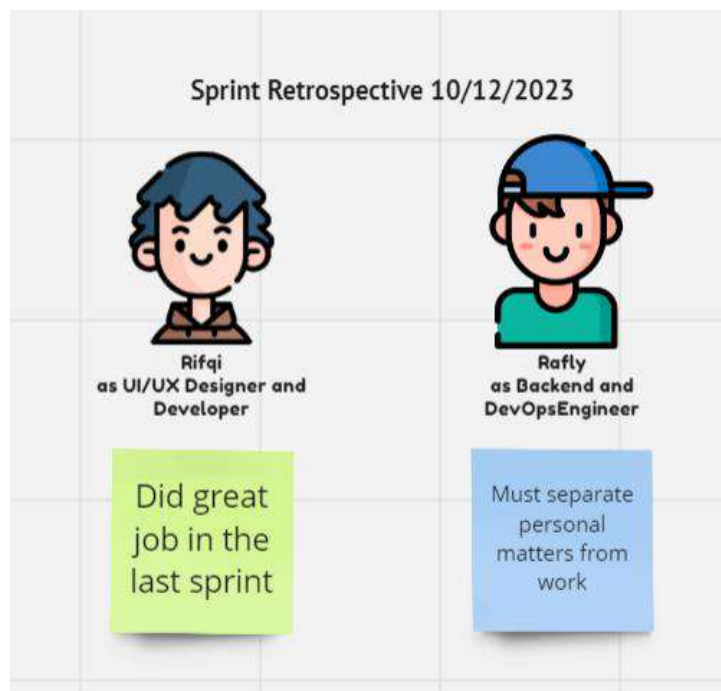 Sprint Retrospective 10/12/2023
Rifqi
as UI/UX Designer and
Developer
Rafly
as Backend and
DevOpsEngineer
Did great
job in the
last sprint
Must separate
personal
matters from
work